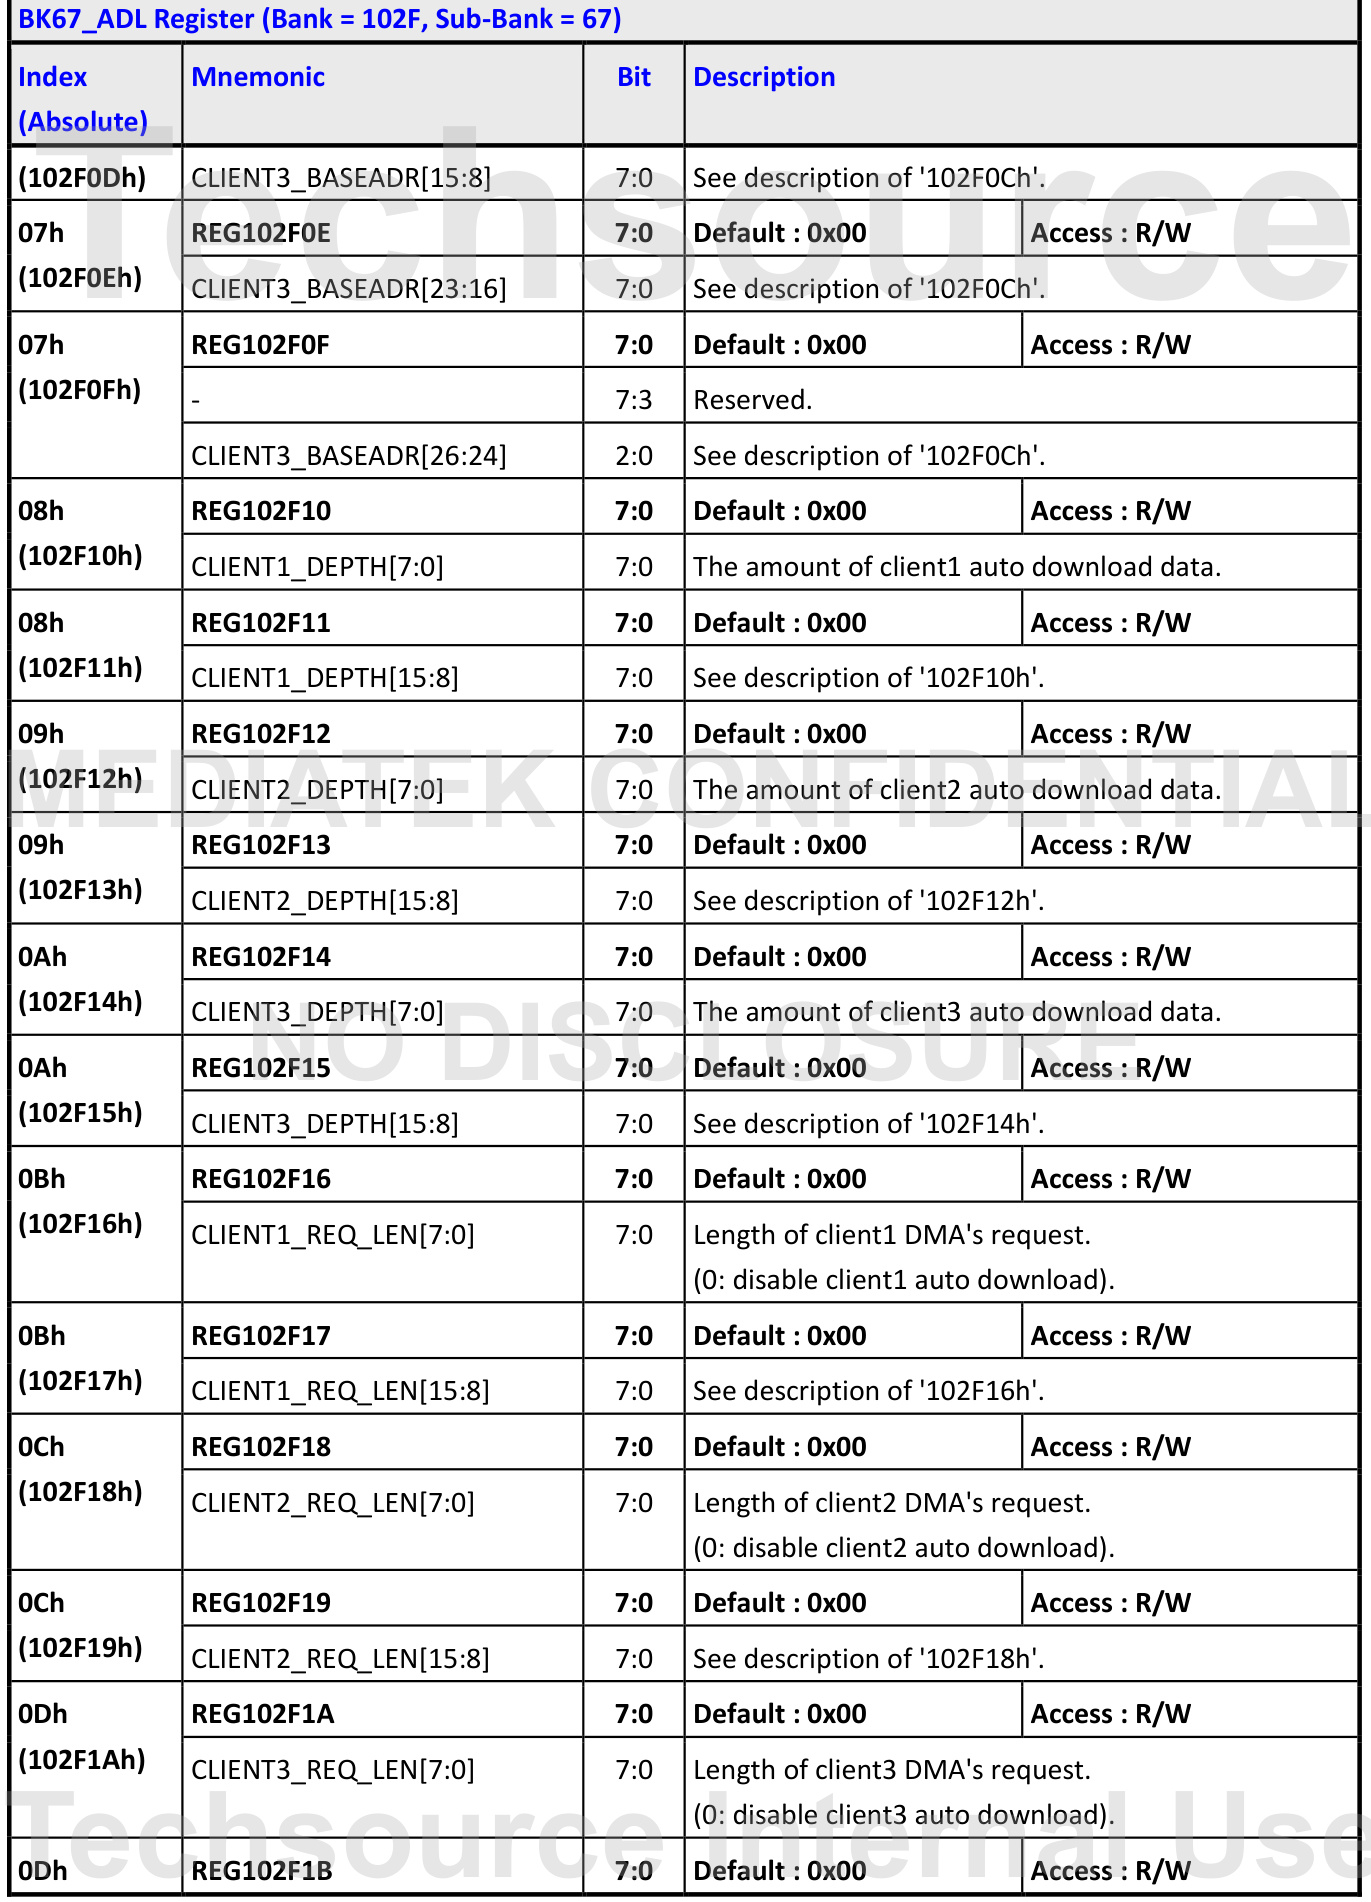 BK67_ADL Register (Bank = 102F, Sub-Bank = 67)
Index (Absolute) Mnemonic Bit Description
(102F0Dh) CLIENT3_BASEADR[15:8] 7:0 See description of '102F0Ch'.
07h REG102F0E 7:0 Default : 0x00 Access : R/W
(102F0Eh) CLIENT3_BASEADR[23:16] 7:0 See description of '102F0Ch'.
07h REG102F0F 7:0 Default : 0x00 Access : R/W
(102F0Fh) - 7:3 Reserved.
CLIENT3_BASEADR[26:24] 2:0 See description of '102F0Ch'.
08h REG102F10 7:0 Default : 0x00 Access : R/W
(102F10h) CLIENT1_DEPTH[7:0] 7:0 The amount of client1 auto download data.
08h REG102F11 7:0 Default : 0x00 Access : R/W
(102F11h) CLIENT1_DEPTH[15:8] 7:0 See description of '102F10h'.
09h REG102F12 7:0 Default : 0x00 Access : R/W
(102F12h) CLIENT2_DEPTH[7:0] 7:0 The amount of client2 auto download data.
09h REG102F13 7:0 Default : 0x00 Access : R/W
(102F13h) CLIENT2_DEPTH[15:8] 7:0 See description of '102F12h'.
0Ah REG102F14 7:0 Default : 0x00 Access : R/W
(102F14h) CLIENT3_DEPTH[7:0] 7:0 The amount of client3 auto download data.
0Ah REG102F15 7:0 Default : 0x00 Access : R/W
(102F15h) CLIENT3_DEPTH[15:8] 7:0 See description of '102F14h'.
0Bh REG102F16 7:0 Default : 0x00 Access : R/W
(102F16h) CLIENT1_REQ_LEN[7:0] 7:0 Length of client1 DMA's request.
(0: disable client1 auto download).
0Bh REG102F17 7:0 Default : 0x00 Access : R/W
(102F17h) CLIENT1_REQ_LEN[15:8] 7:0 See description of '102F16h'.
0Ch REG102F18 7:0 Default : 0x00 Access : R/W
(102F18h) CLIENT2_REQ_LEN[7:0] 7:0 Length of client2 DMA's request.
(0: disable client2 auto download).
0Ch REG102F19 7:0 Default : 0x00 Access : R/W
(102F19h) CLIENT2_REQ_LEN[15:8] 7:0 See description of '102F18h'.
0Dh REG102F1A 7:0 Default : 0x00 Access : R/W
(102F1Ah) CLIENT3_REQ_LEN[7:0] 7:0 Length of client3 DMA's request.
(0: disable client3 auto download).
0Dh REG102F1B 7:0 Default : 0x00 Access : R/W
Techsource
MEDIATEK CONFIDENTIAL
NO DISCLOSURE
Techsource Internal Use